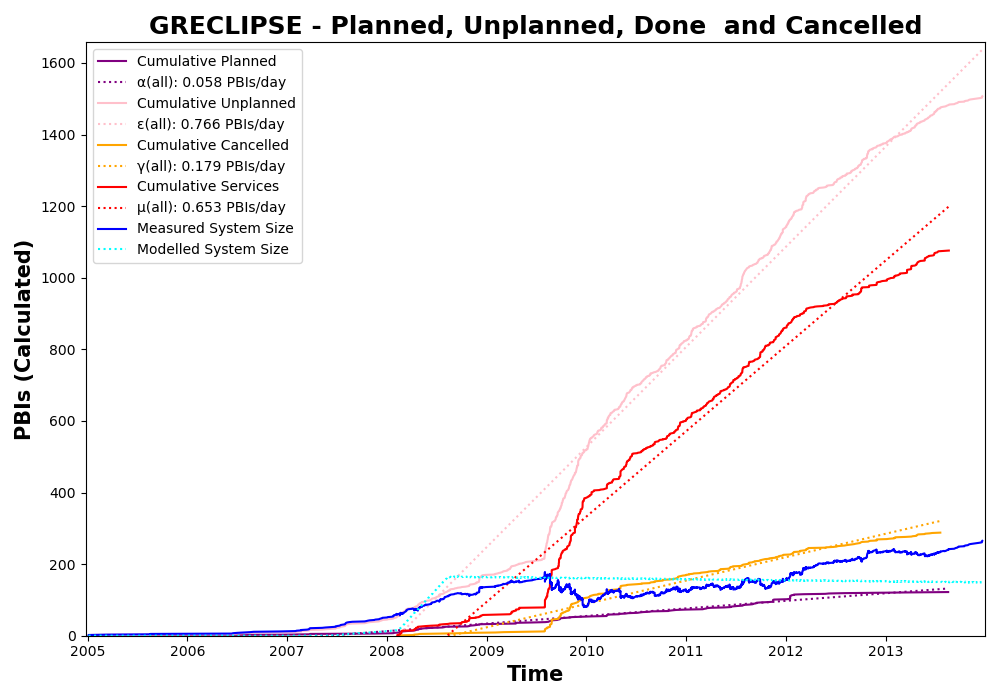 GRECLIPSE - Planned, Unplanned, Done  and Cancelled
PBIs (Calculated)
1600
1400
1200
1000
800
600
400
200
0
Cumulative Planned
α(all): 0.058 PBIs/day
Cumulative Unplanned
ε(all): 0.766 PBIs/day
Cumulative Cancelled
γ(all): 0.179 PBIs/day
Cumulative Services
μ(all): 0.653 PBIs/day
Measured System Size
Modelled System Size
2005 2006 2007 2008 2009 2010 2011 2012 2013
Time